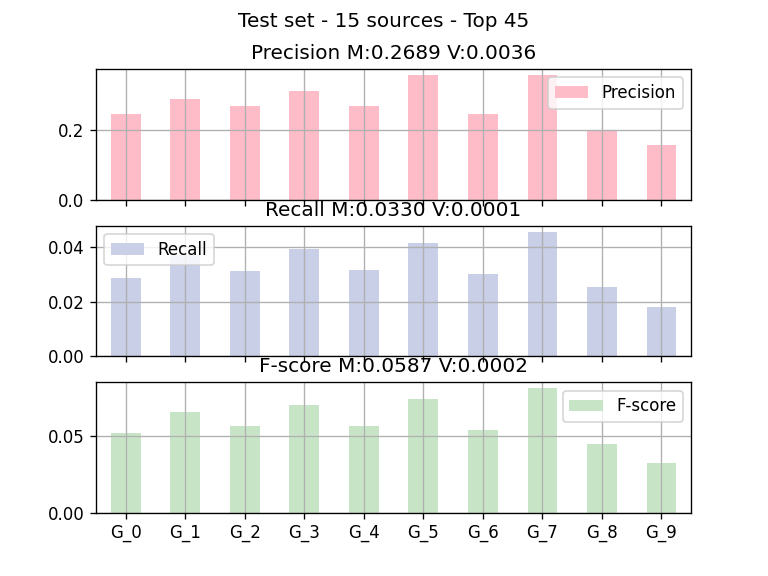 Test set - 15 sources - Top 45
Precision M:0.2689 V:0.0036
Precision
0.2
0.0
Recall M:0.0330 V:0.0001
Recall
0.04
0.02
0.00
F-score M:0.0587 V:0.0002
F-score
0.05
0.00
G_0 G_1 G_2 G_3 G_4 G_5 G_6 G_7 G_8 G_9